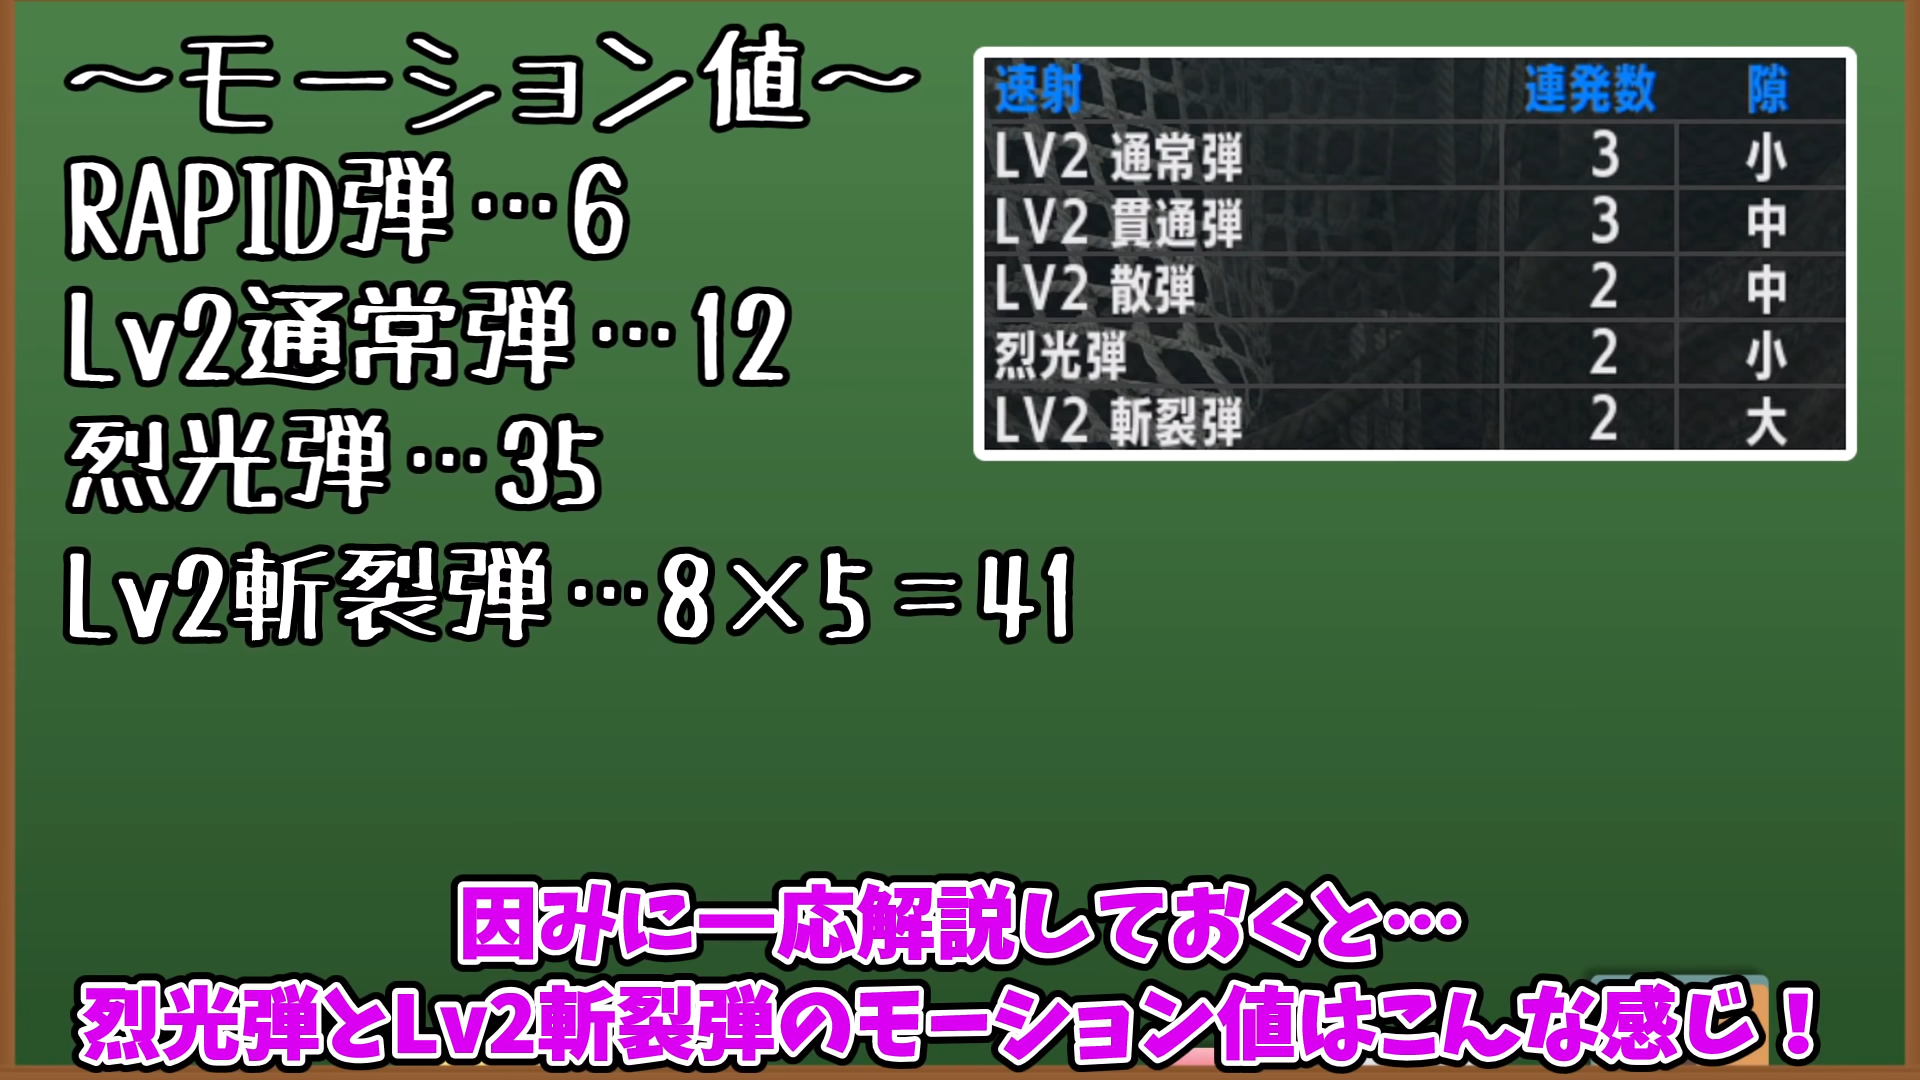 ～モーション値～
RAPID弾…6
Lv2通常弾…12
烈光弾…35
Lv2斬裂弾…8×5＝41
速射 連発数 隙
LV2 通常弾 3 小
LV2 貫通弾 3 中
LV2 散弾 2 中
烈光弾 2 小
LV2 斬裂弾 2 大
因みに一応解説しておくと…
烈光弾とLv2斬裂弾のモーション値はこんな感じ！